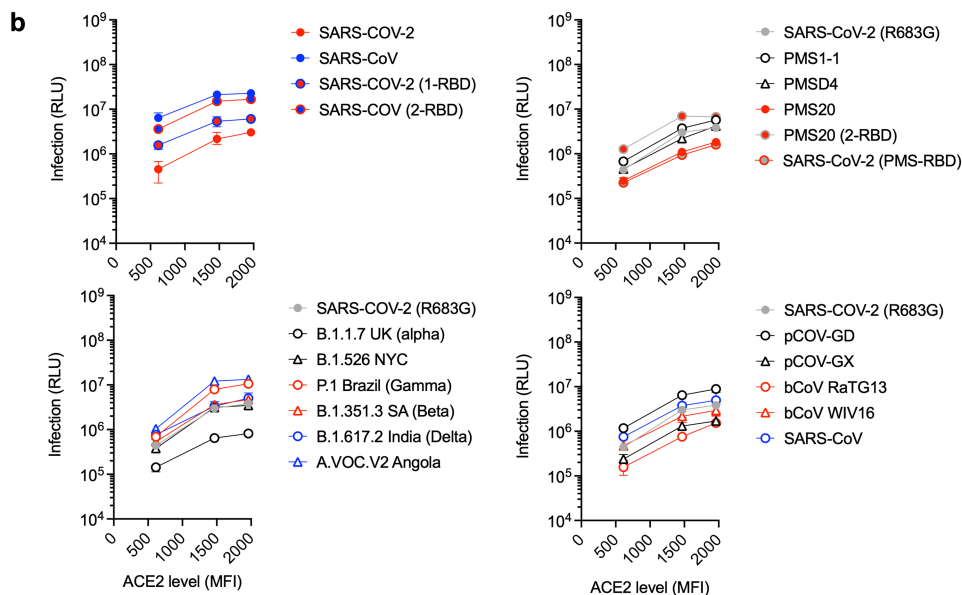 b
10⁹
10⁸
10⁷
10⁶
10⁵
10⁴
Infection (RLU)
0
500
1000
1500
2000
SARS-COV-2
SARS-CoV
SARS-COV-2 (1-RBD)
SARS-COV (2-RBD)
10⁹
10⁸
10⁷
10⁶
10⁵
10⁴
Infection (RLU)
0
500
1000
1500
2000
SARS-CoV-2 (R683G)
PMS1-1
PMSD4
PMS20
PMS20 (2-RBD)
SARS-CoV-2 (PMS-RBD)
10⁹
10⁸
10⁷
10⁶
10⁵
10⁴
Infection (RLU)
0
500
1000
1500
2000
ACE2 level (MFI)
SARS-COV-2 (R683G)
B.1.1.7 UK (alpha)
B.1.526 NYC
P.1 Brazil (Gamma)
B.1.351.3 SA (Beta)
B.1.617.2 India (Delta)
A.VOC.V2 Angola
10⁹
10⁸
10⁷
10⁶
10⁵
10⁴
Infection (RLU)
0
500
1000
1500
2000
ACE2 level (MFI)
SARS-COV-2 (R683G)
pCOV-GD
pCOV-GX
bCoV RaTG13
bCoV WIV16
SARS-CoV